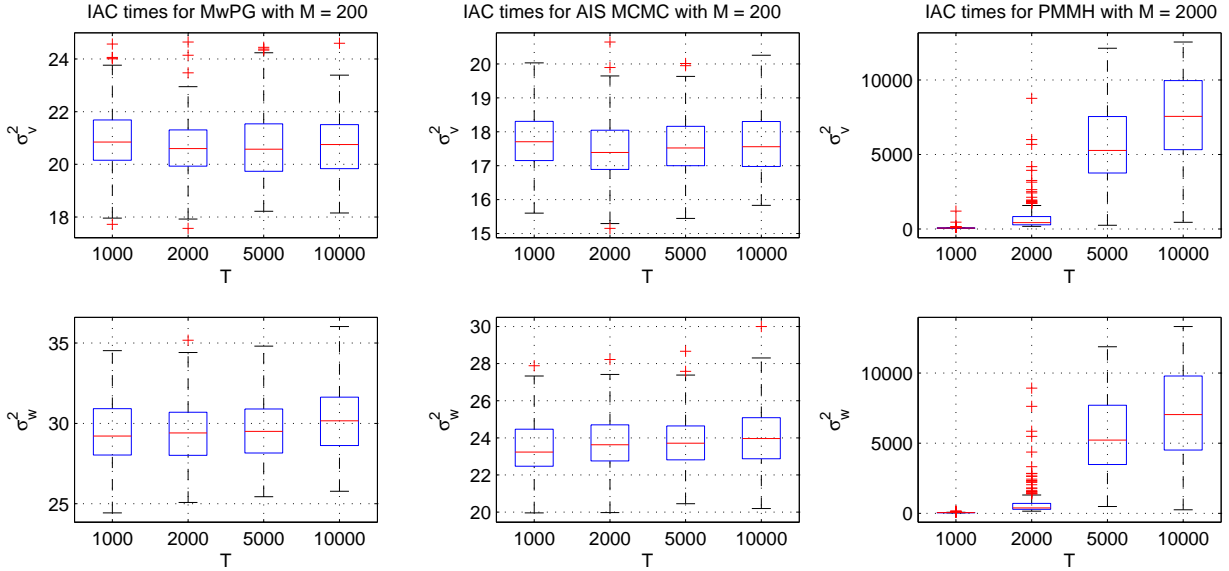 IAC times for MwPG with M = 200
24
22
20
18
σ²ᵥ
1000 2000 5000 10000
T
IAC times for AIS MCMC with M = 200
20
19
18
17
16
15
σ²ᵥ
1000 2000 5000 10000
T
IAC times for PMMH with M = 2000
10000
5000
0
σ²ᵥ
1000 2000 5000 10000
T
35
30
25
σ²_w
1000 2000 5000 10000
T
30
28
26
24
22
20
σ²_w
1000 2000 5000 10000
T
10000
5000
0
σ²_w
1000 2000 5000 10000
T